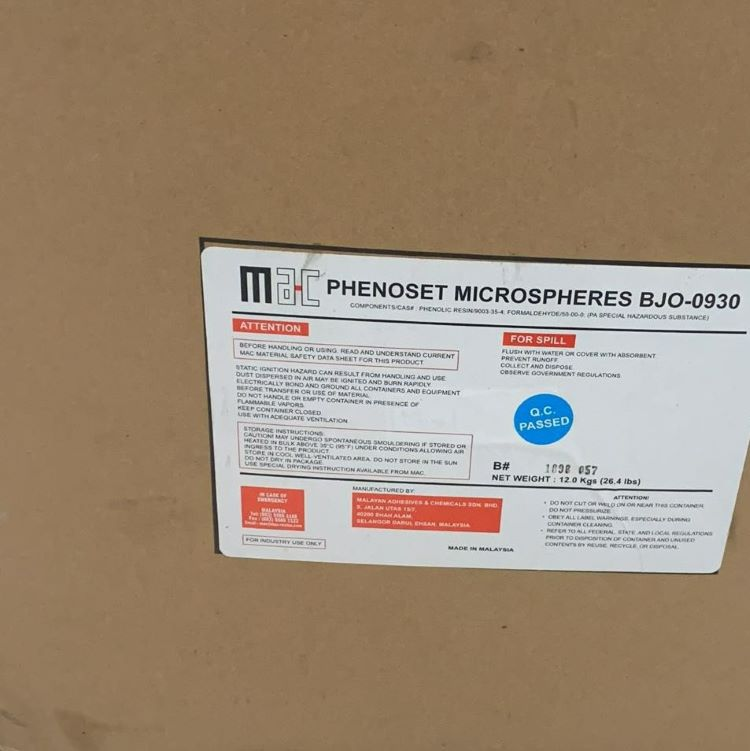 mac PHENOSET MICROSPHERES BJO-0930
COMPONENTS/CAS# : PHENOLIC RESIN/9003-35-4; FORMALDEHYDE/50-00-0; (PA SPECIAL HAZARDOUS SUBSTANCE)
ATTENTION
BEFORE HANDLING OR USING, READ AND UNDERSTAND CURRENT
MAC MATERIAL SAFETY DATA SHEET FOR THIS PRODUCT
STATIC IGNITION HAZARD CAN RESULT FROM HANDLING AND USE
DUST DISPERSED IN AIR MAY BE IGNITED AND BURN RAPIDLY.
ELECTRICALLY BOND AND GROUND ALL CONTAINERS AND EQUIPMENT
BEFORE TRANSFER OR USE OF MATERIAL
DO NOT HANDLE OR EMPTY CONTAINER IN PRESENCE OF
FLAMMABLE VAPORS
KEEP CONTAINER CLOSED
USE WITH ADEQUATE VENTILATION
STORAGE INSTRUCTIONS:
CAUTION! MAY UNDERGO SPONTANEOUS SMOULDERING IF STORED OR
HEATED IN BULK ABOVE 35°C (95°F) UNDER CONDITIONS ALLOWING AIR
INGRESS TO THE PRODUCT.
STORE IN COOL WELL-VENTILATED AREA. DO NOT STORE IN THE SUN
DO NOT DRY IN PACKAGE.
USE SPECIAL DRYING INSTRUCTION AVAILABLE FROM MAC.
FOR SPILL
FLUSH WITH WATER OR COVER WITH ABSORBENT
PREVENT RUNOFF
COLLECT AND DISPOSE
OBSERVE GOVERNMENT REGULATIONS
Q.C.
PASSED
B# 1898 057
NET WEIGHT : 12.0 Kgs (26.4 lbs)
IN CASE OF
EMERGENCY
MALAYSIA
FOR INDUSTRY USE ONLY
MANUFACTURED BY:
MALAYAN ADHESIVES & CHEMICALS SDN. BHD.
9, JALAN UTAS 15/7,
40200 SHAH ALAM,
SELANGOR DARUL EHSAN, MALAYSIA
MADE IN MALAYSIA
ATTENTION!
• DO NOT CUT OR WELD ON OR NEAR THIS CONTAINER
DO NOT PRESSURIZE
• OBEY ALL LABEL WARNINGS, ESPECIALLY DURING
CONTAINER CLEANING
• REFER TO ALL FEDERAL, STATE AND LOCAL REGULATIONS
PRIOR TO DISPOSITION OF CONTAINER AND UNUSED
CONTENTS BY REUSE, RECYCLE, OR DISPOSAL